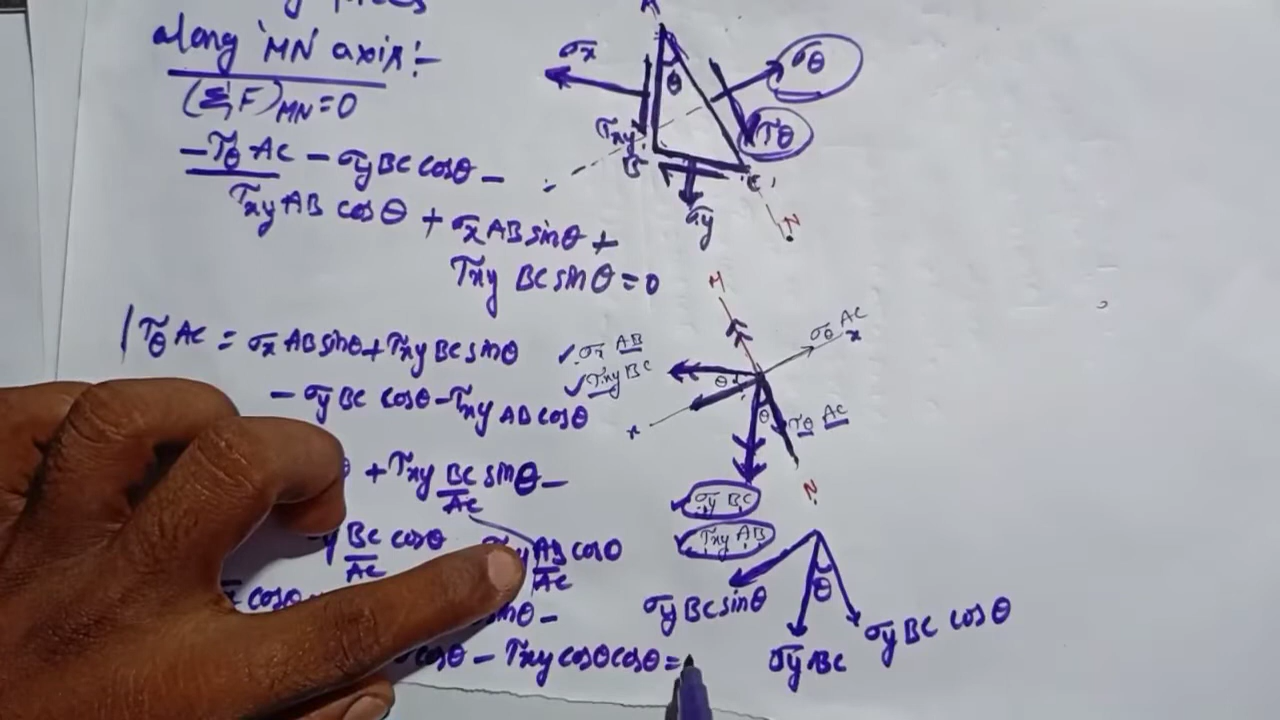 along 'MN' axis:-
(ΣF)MN=0
-τθ AC - σy BC cosθ -
τxy AB cosθ + σx AB sinθ +
τxy BC sinθ = 0
τθ AC = σx AB sinθ + τxy BC sinθ
- σy BC cosθ - τxy AB cosθ
θ + τxy BC/AC sinθ -
y BC/AC cosθ AB/AC cosθ
cosθ sinθ -
cosθ - τxy cosθ cosθ =
A
σx
θ
σθ
τxy
τθ
B
C
σy
N
M
σθ AC
x
✓ σx AB
✓ τxy BC
θ
θ
τθ AC
x
N
✓ σy BC
✓ τxy AB
θ
σy BC sinθ
σy BC cosθ
σy BC